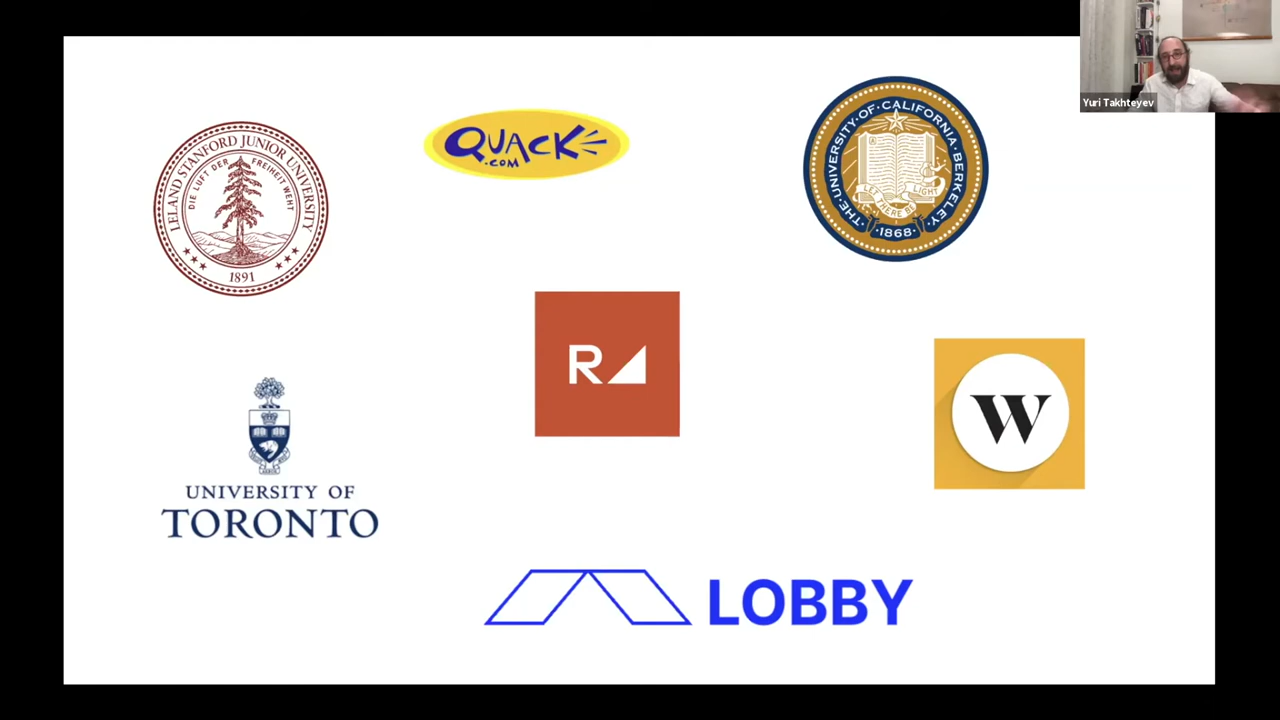 LELAND STANFORD JUNIOR UNIVERSITY
DIE LUFT DER FREIHEIT WEHT
1891
QUACK
.COM
THE·UNIVERSITY·OF·CALIFORNIA·BERKELEY
A
LET THERE BE LIGHT
·1868·
Yuri Takhteyev
R
W
UNIVERSITY OF
TORONTO
LOBBY